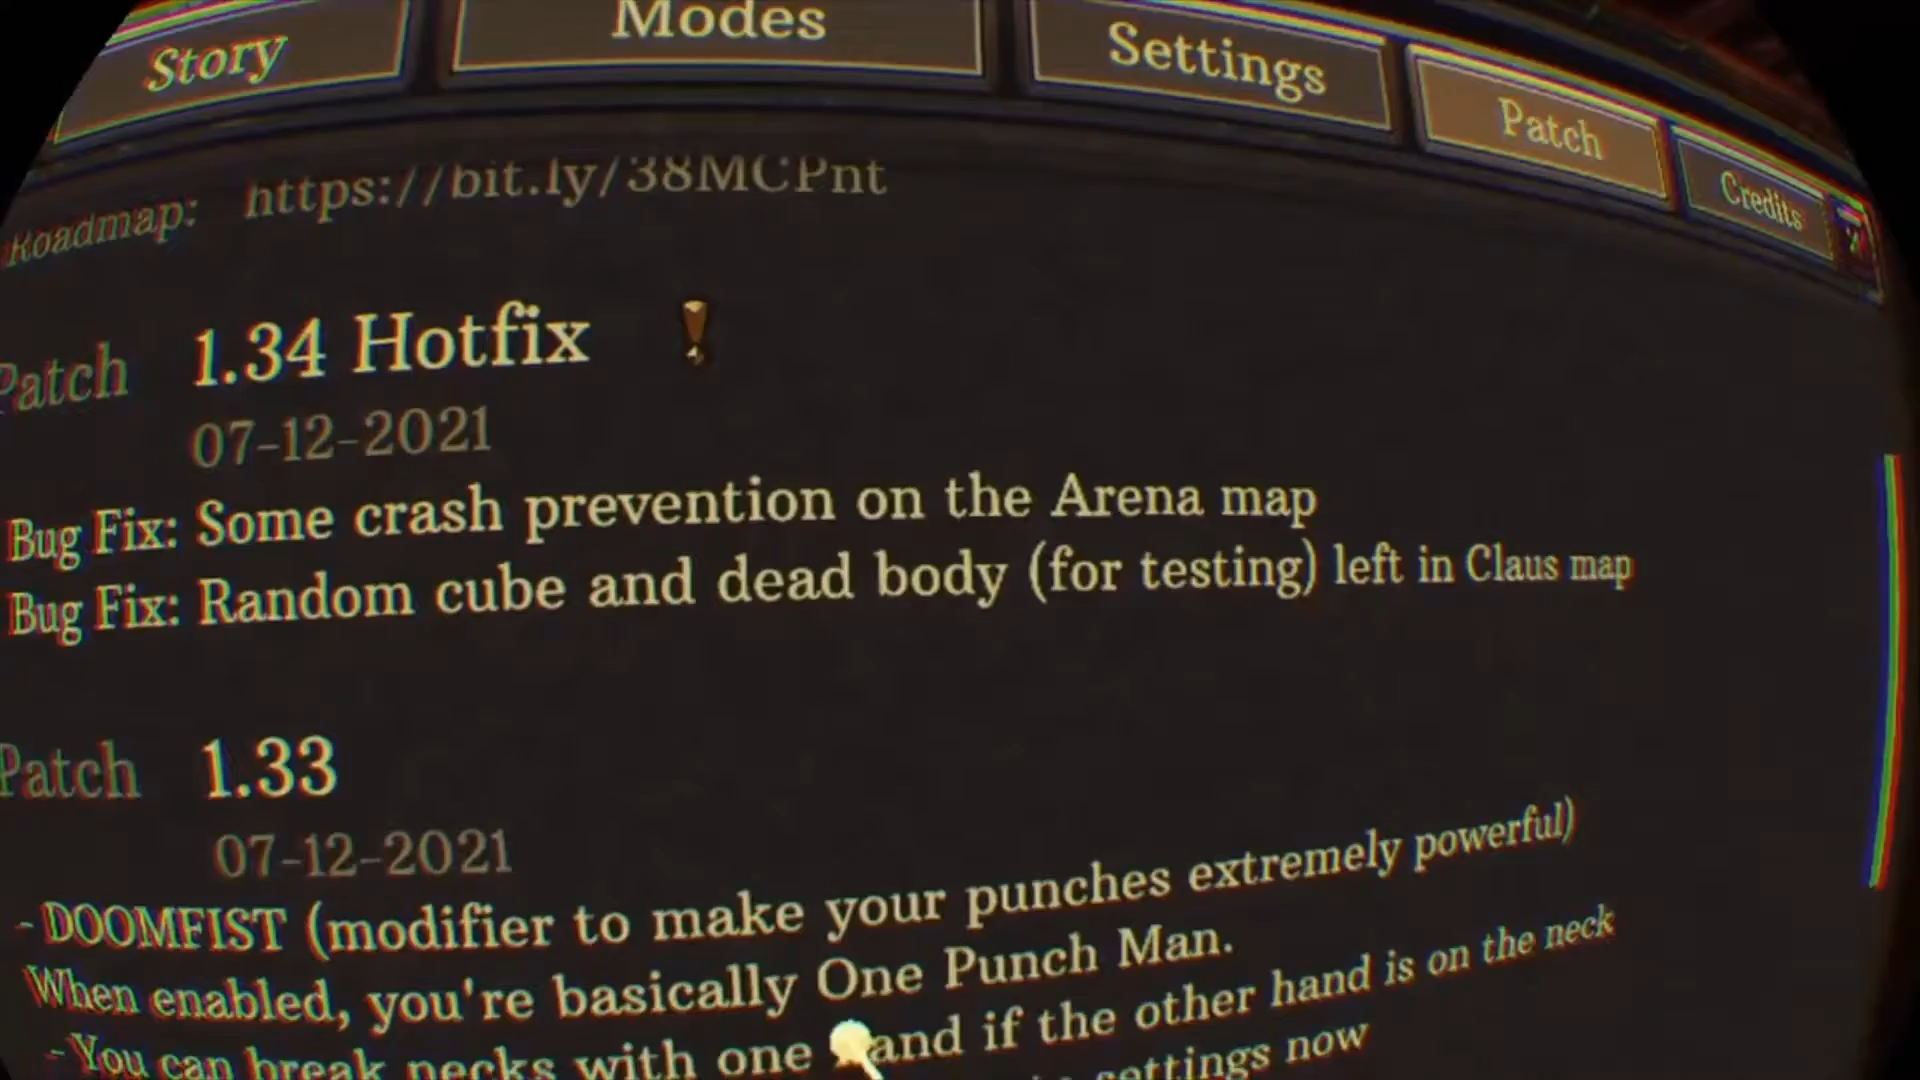 Story Modes Settings Patch Credits
Roadmap: https://bit.ly/38MCPnt
Patch 1.34 Hotfix !
07-12-2021
Bug Fix: Some crash prevention on the Arena map
Bug Fix: Random cube and dead body (for testing) left in Claus map
Patch 1.33
07-12-2021
- DOOMFIST (modifier to make your punches extremely powerful)
When enabled, you're basically One Punch Man.
- You can break necks with one hand if the other hand is on the neck
settings now